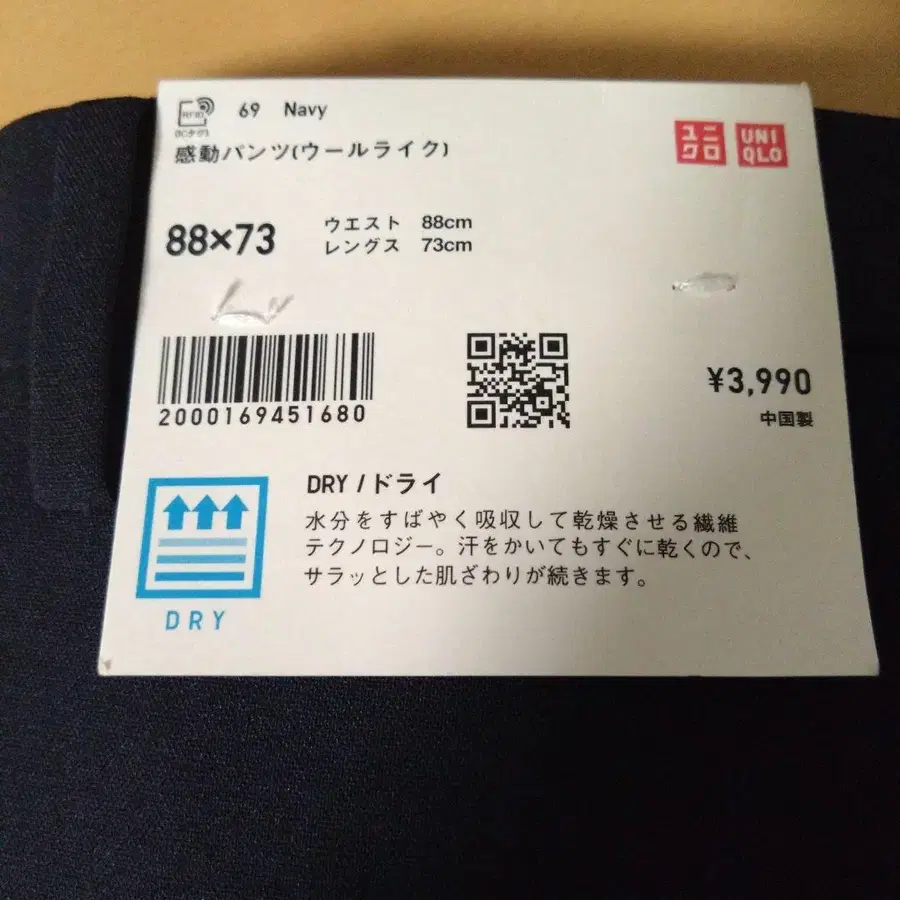 RFID
69 Navy
ユニクロ
UNIQLO
感動パンツ(ウールライク)
88×73
ウエスト 88cm
レングス 73cm
2000169451680
¥3,990
中国製
DRY / ドライ
水分をすばやく吸収して乾燥させる繊維
テクノロジー。汗をかいてもすぐに乾くので、
サラッとした肌ざわりが続きます。
DRY